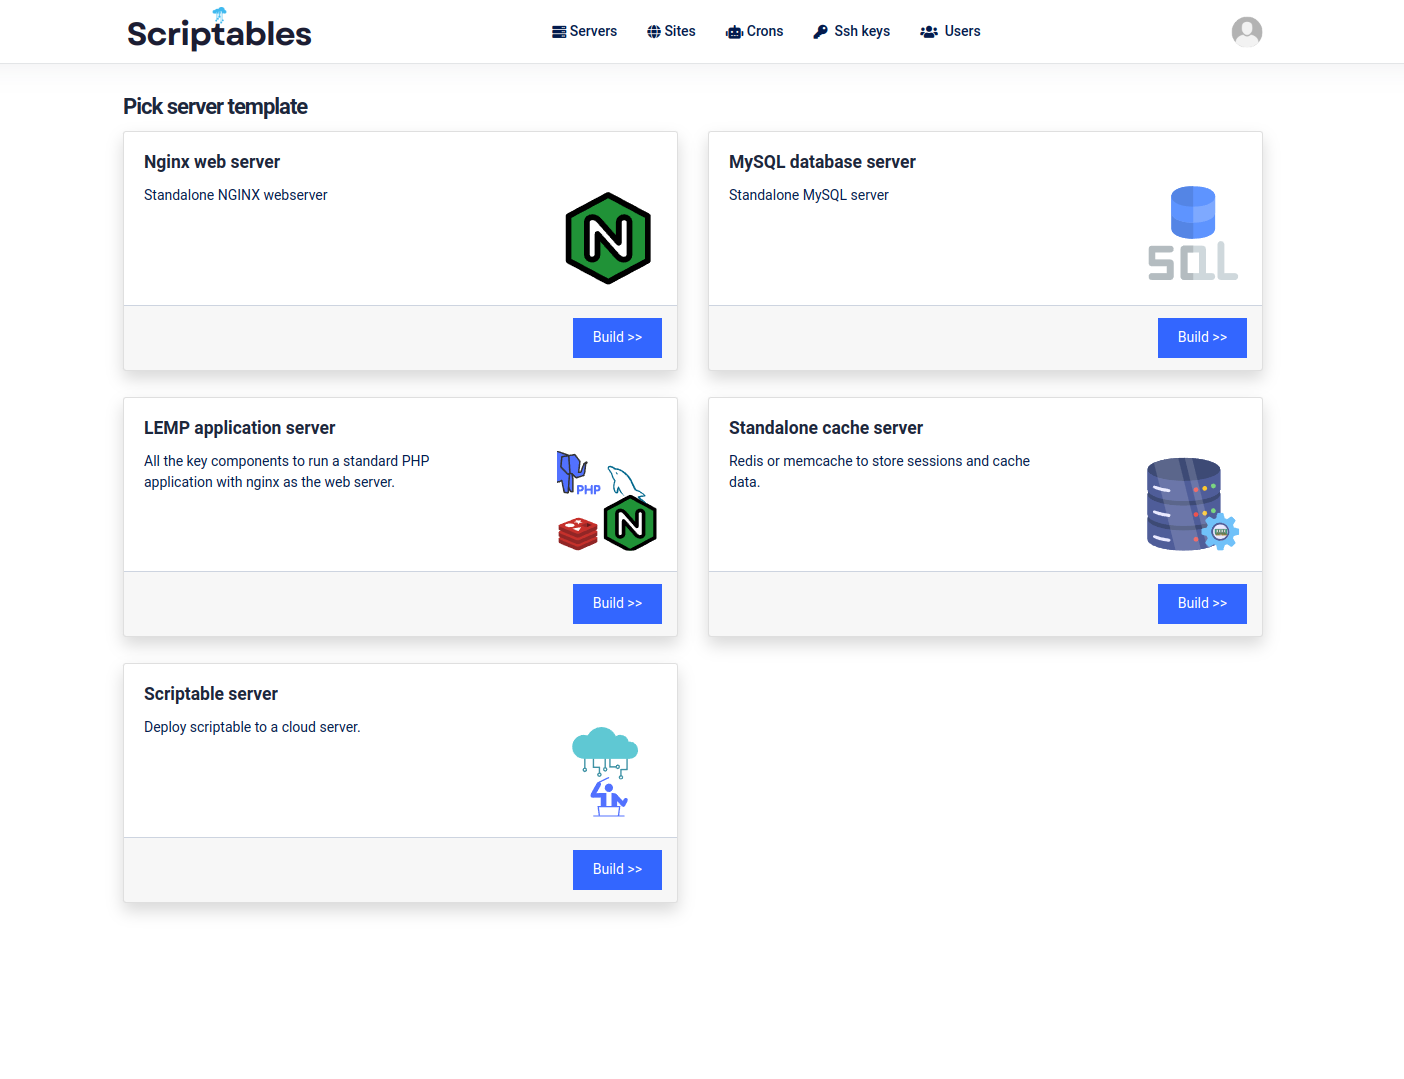 Scriptables
Servers
Sites
Crons
Ssh keys
Users
Pick server template
Nginx web server
Standalone NGINX webserver
Build >>
MySQL database server
Standalone MySQL server
SQL
Build >>
LEMP application server
All the key components to run a standard PHP
application with nginx as the web server.
PHP
N
Build >>
Standalone cache server
Redis or memcache to store sessions and cache
data.
Build >>
Scriptable server
Deploy scriptable to a cloud server.
Build >>